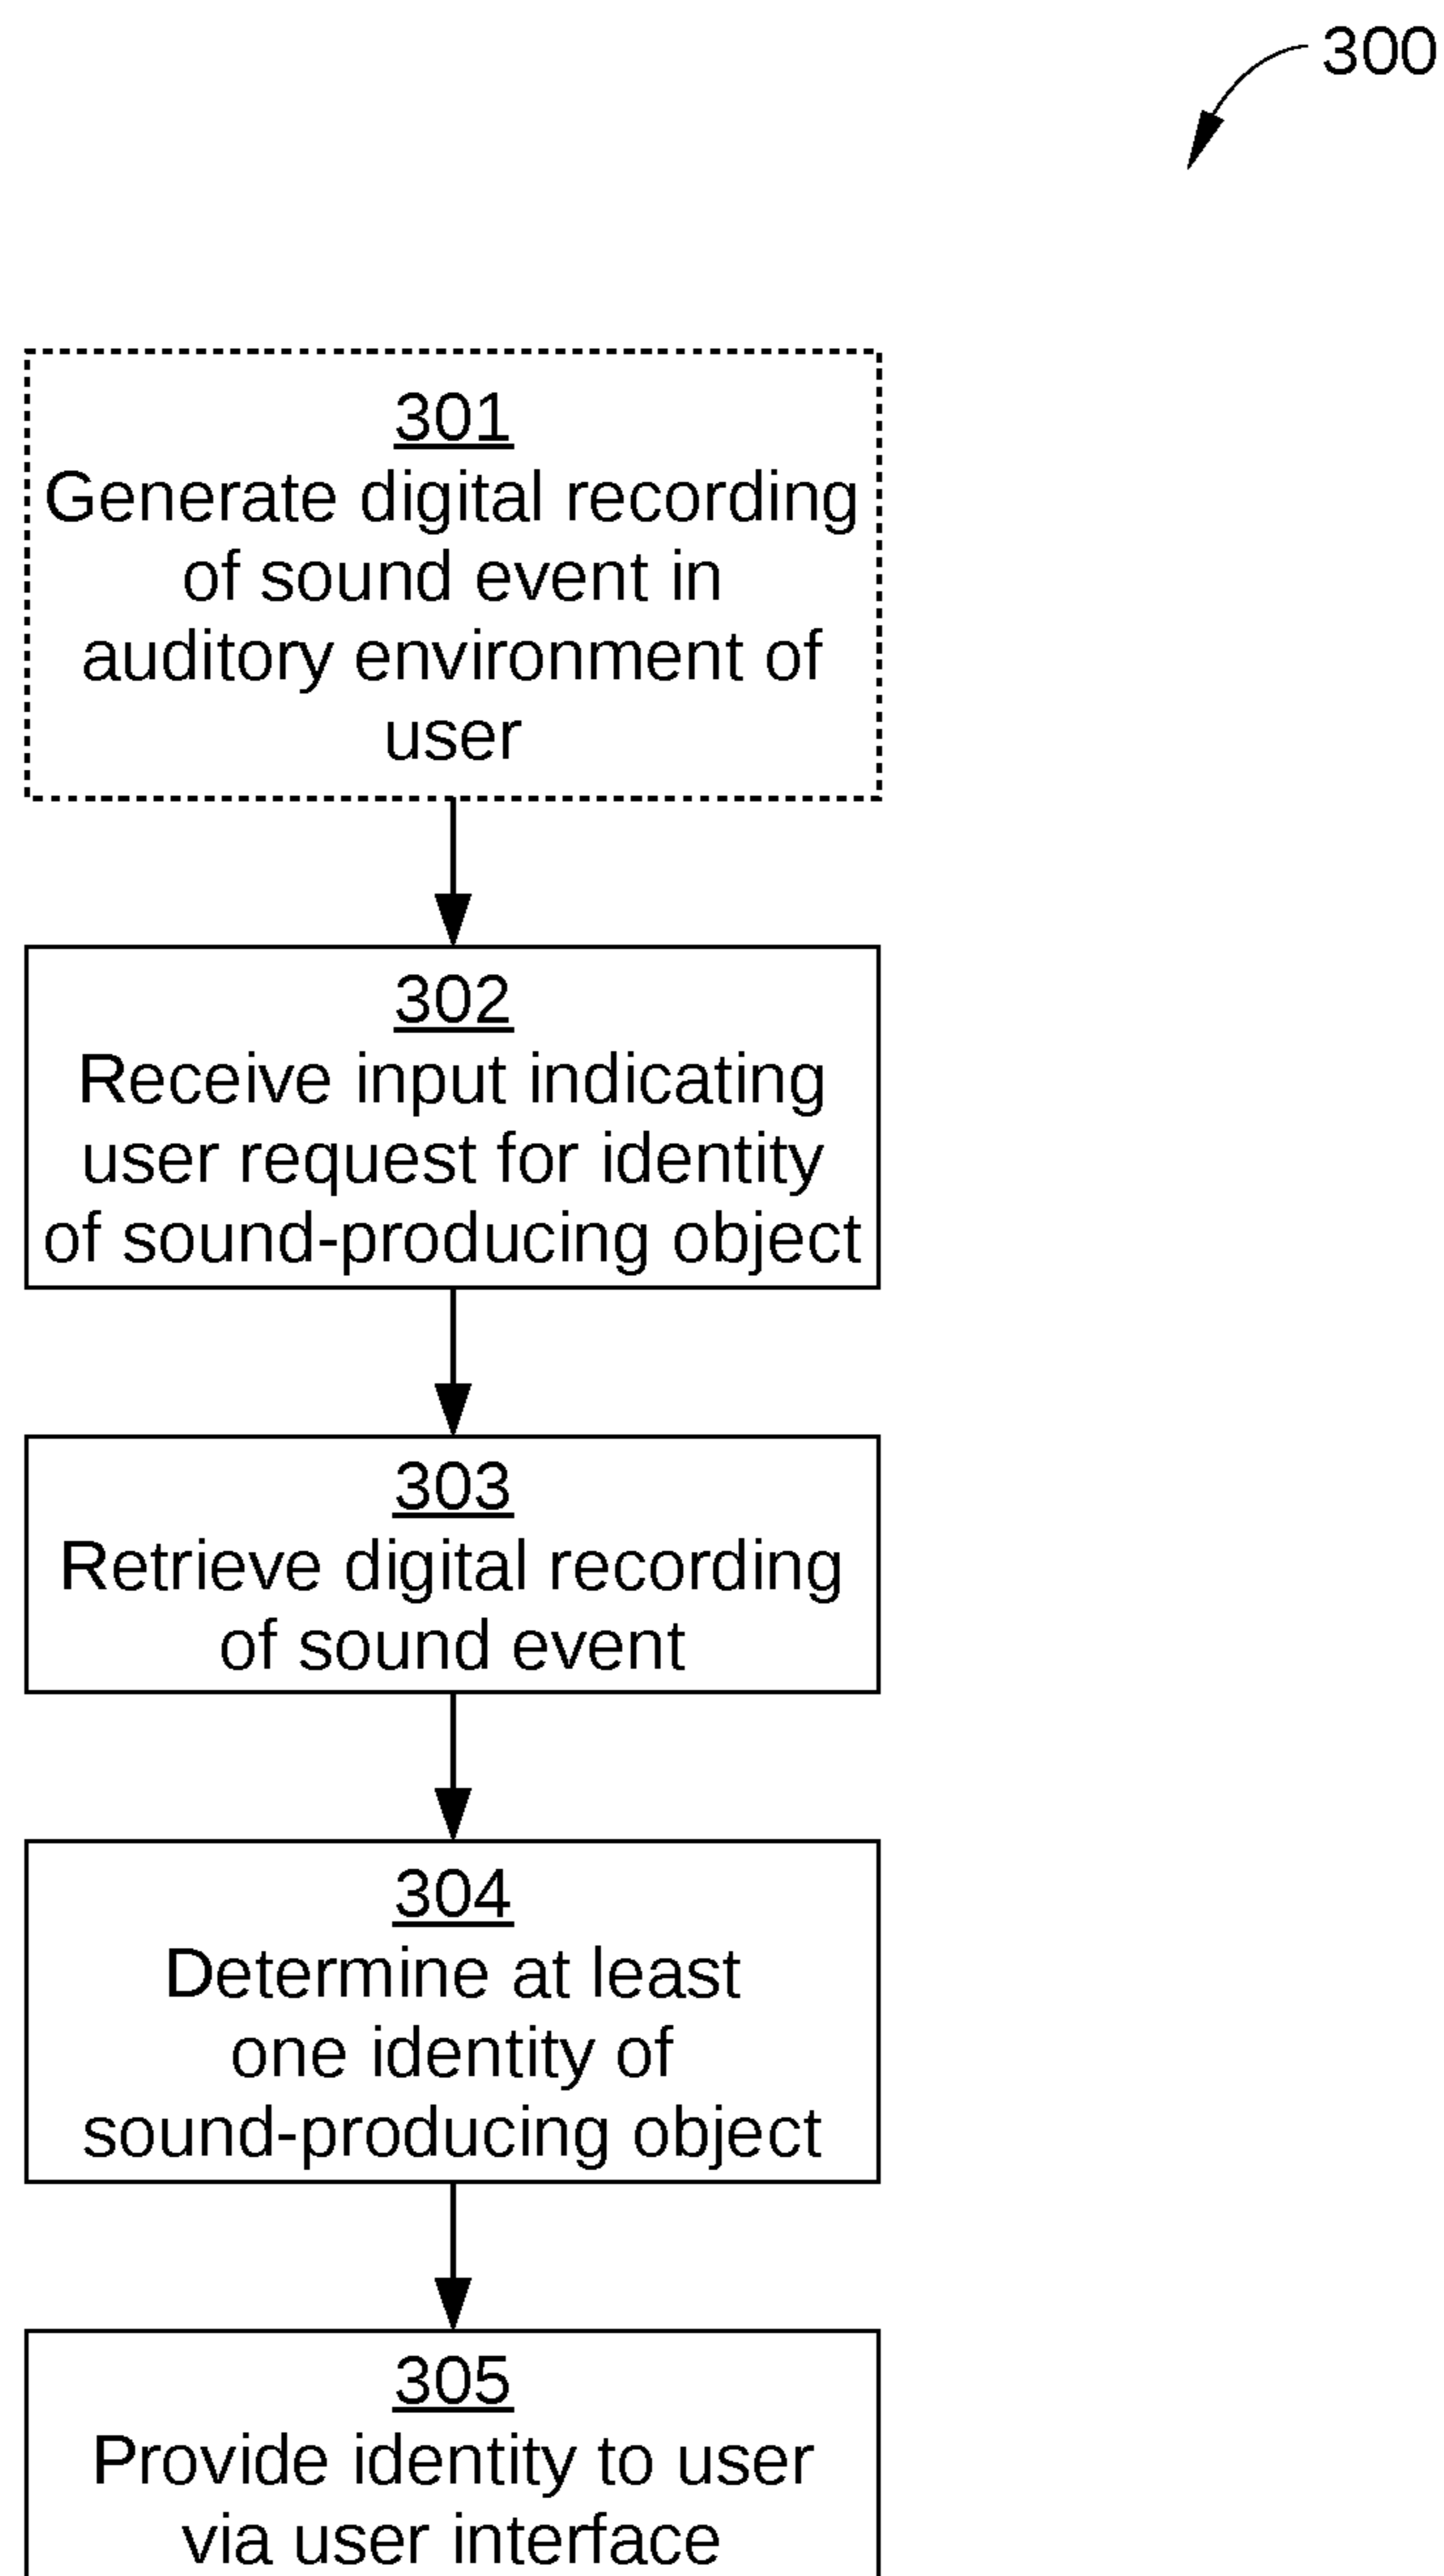 300
301
Generate digital recording
of sound event in
auditory environment of
user
302
Receive input indicating
user request for identity
of sound-producing object
303
Retrieve digital recording
of sound event
304
Determine at least
one identity of
sound-producing object
305
Provide identity to user
via user interface